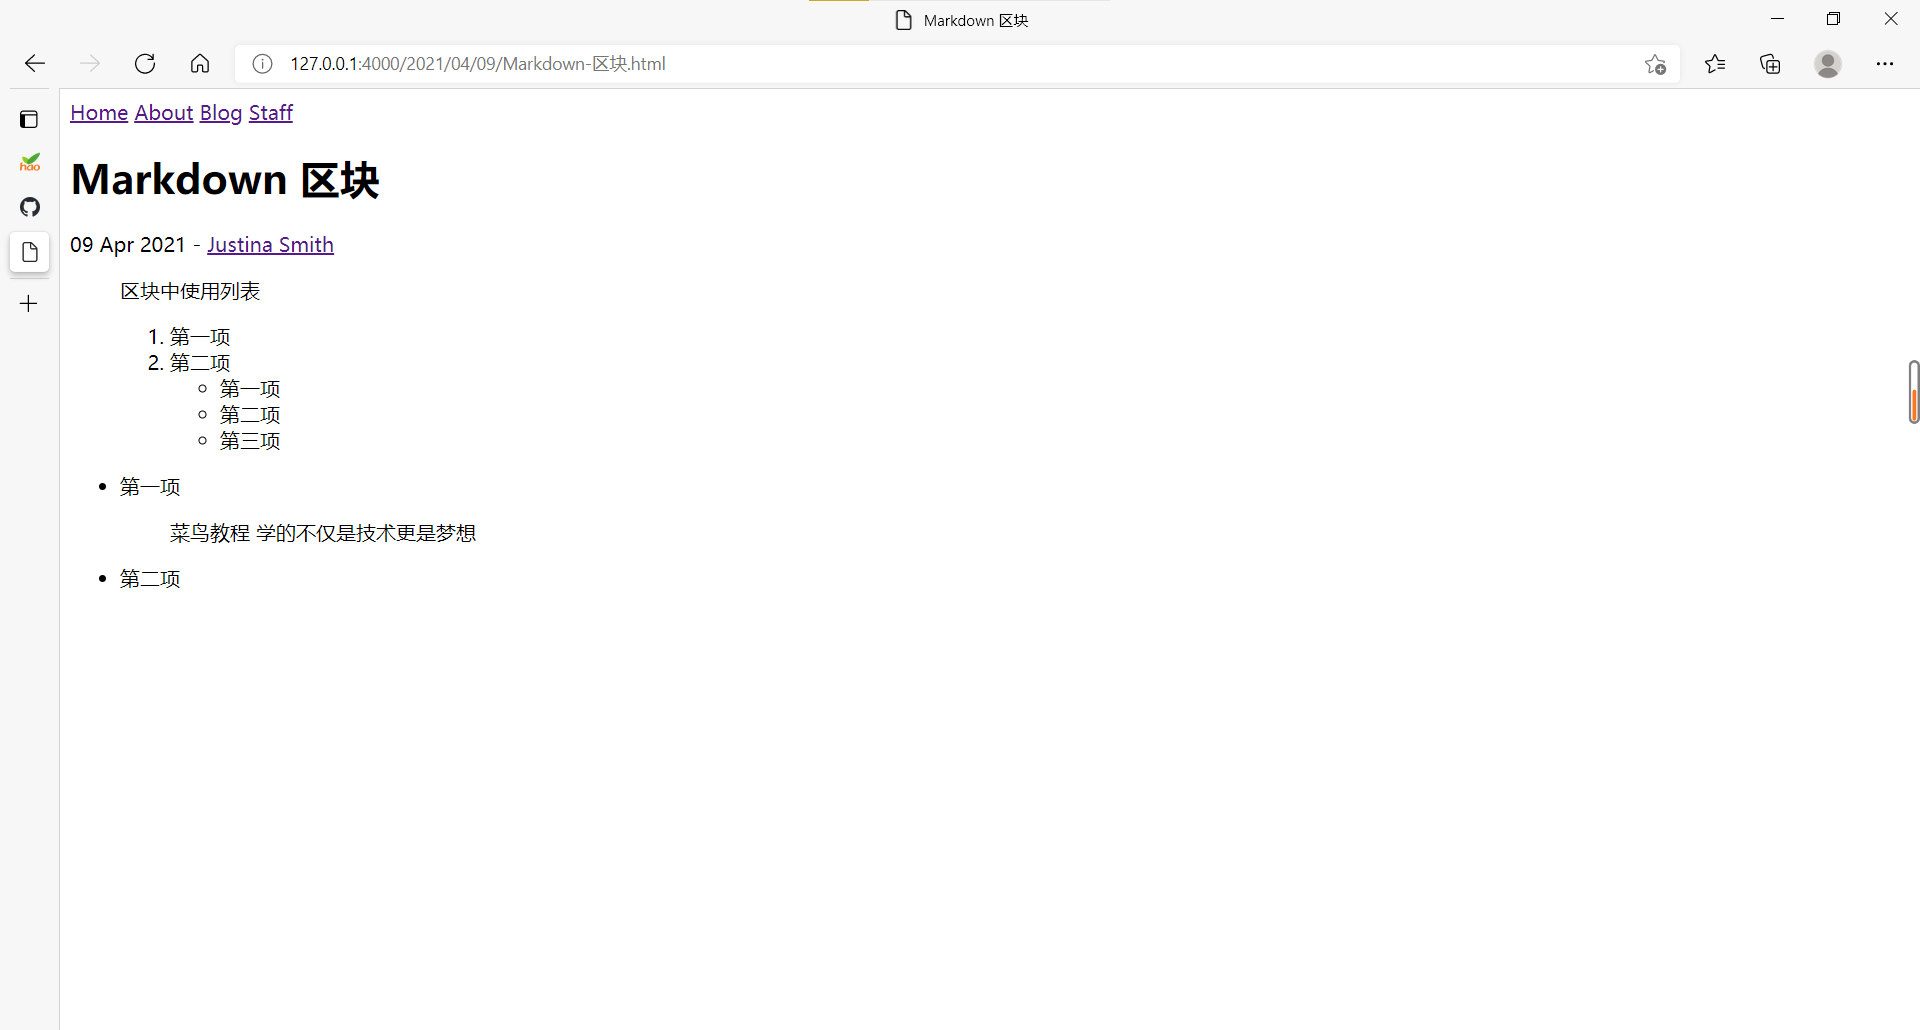 Markdown 区块
127.0.0.1:4000/2021/04/09/Markdown-区块.html
hao
Home About Blog Staff
Markdown 区块
09 Apr 2021 - Justina Smith
区块中使用列表
1. 第一项
2. 第二项
第一项
第二项
第三项
第一项
菜鸟教程 学的不仅是技术更是梦想
第二项